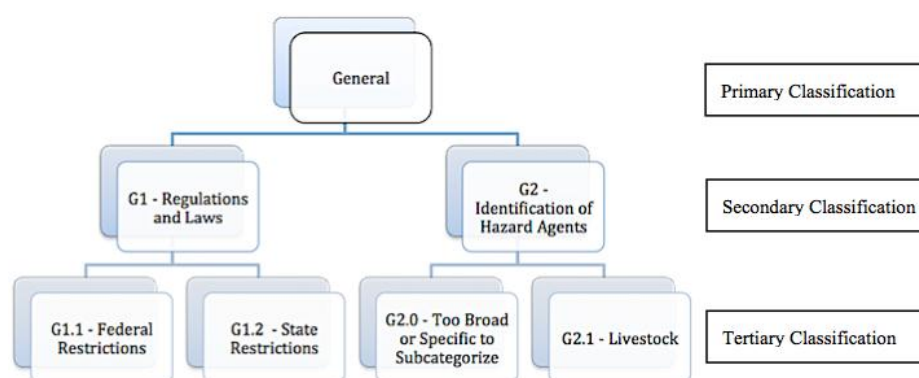 General
Primary Classification
G1 - Regulations
and Laws
G2 -
Identification of
Hazard Agents
Secondary Classification
G1.1 - Federal
Restrictions
G1.2 - State
Restrictions
G2.0 - Too Broad
or Specific to
Subcategorize
G2.1 - Livestock
Tertiary Classification